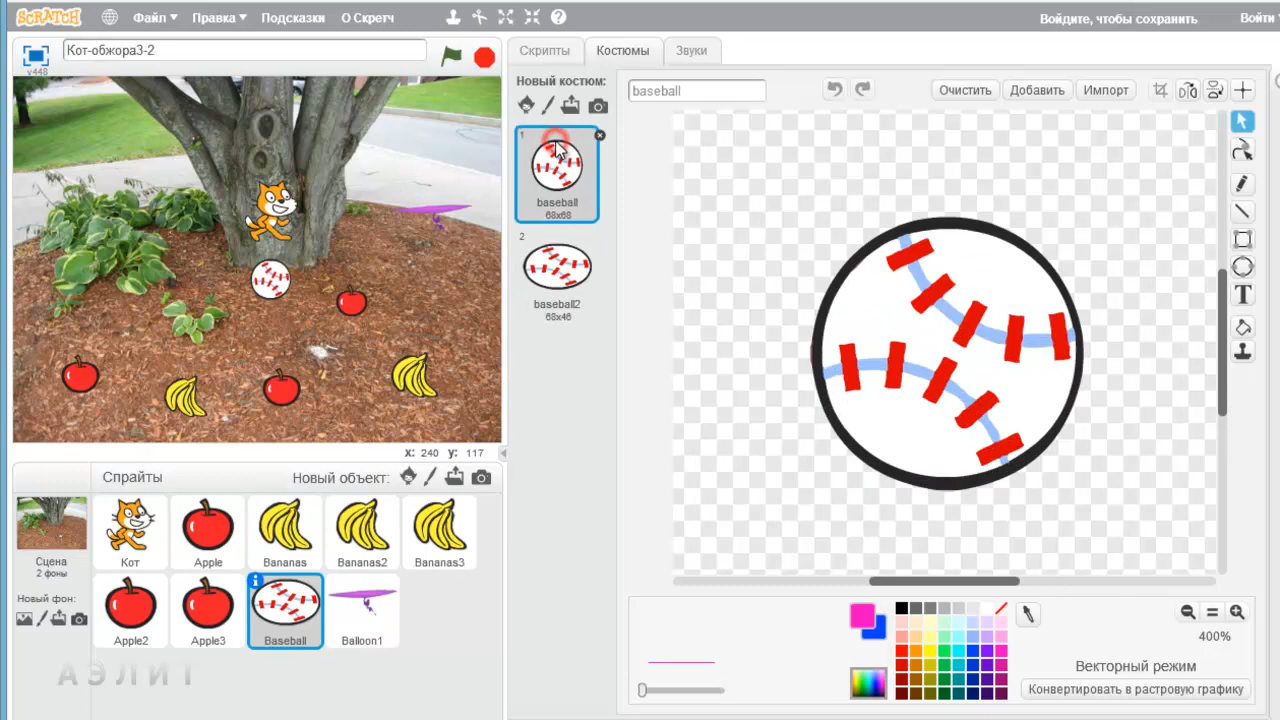 SCRATCH Файл Правка Подсказки О Скретч Войдите, чтобы сохранить Войти
v448 Кот-обжора3-2
Скрипты Костюмы Звуки
Новый костюм:
baseball Очистить Добавить Импорт
1
baseball
68x68
2
baseball2
68x46
T
x: 240 y: 117
Спрайты Новый объект:
Сцена
2 фоны
Новый фон:
Кот Apple Bananas Bananas2 Bananas3
Apple2 Apple3 Baseball Balloon1
400%
Векторный режим
Конвертировать в растровую графику
АЭЛИТ